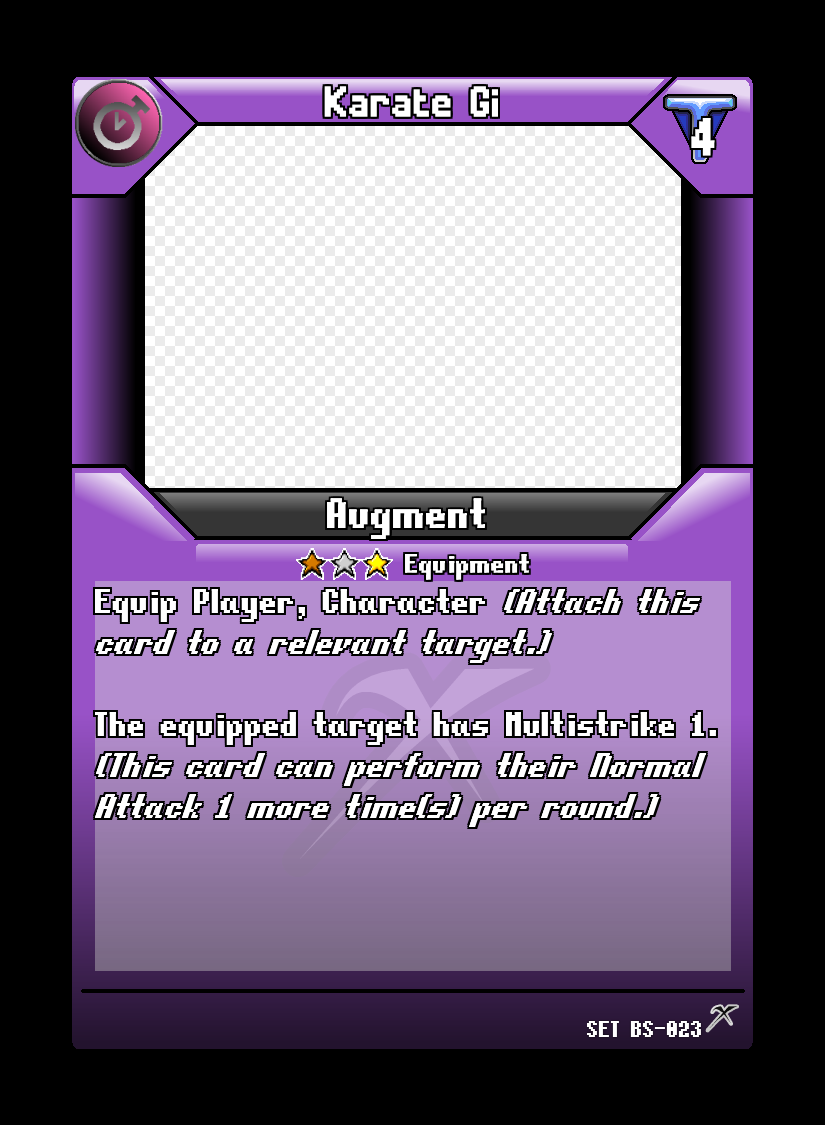 Karate Gi
4
Augment
Equipment
Equip Player, Character (Attach this
card to a relevant target.)
The equipped target has Multistrike 1.
(This card can perform their Normal
Attack 1 more time(s) per round.)
SET BS-023